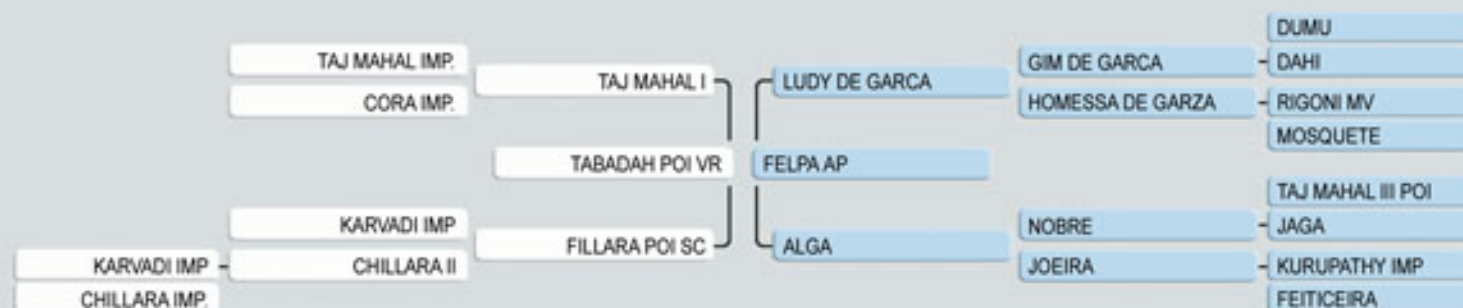 DUMU
TAJ MAHAL IMP.
GIM DE GARCA
DAHI
TAJ MAHAL I
LUDY DE GARCA
CORA IMP.
HOMESSA DE GARZA
RIGONI MV
MOSQUETE
TABADAH POI VR
FELPA AP
TAJ MAHAL III POI
KARVADI IMP
NOBRE
JAGA
FILLARA POI SC
ALGA
KARVADI IMP
CHILLARA II
JOEIRA
KURUPATHY IMP
CHILLARA IMP.
FEITICEIRA